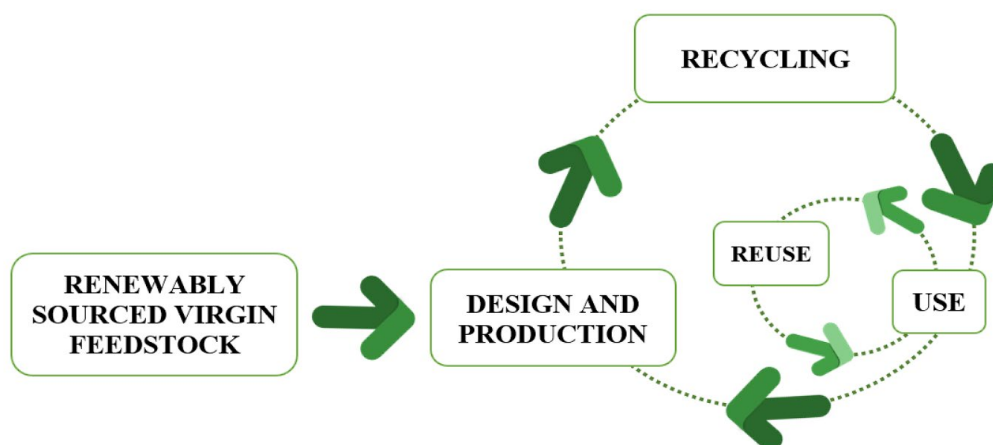 RECYCLING
REUSE
USE
RENEWABLY
SOURCED VIRGIN
FEEDSTOCK
DESIGN AND
PRODUCTION